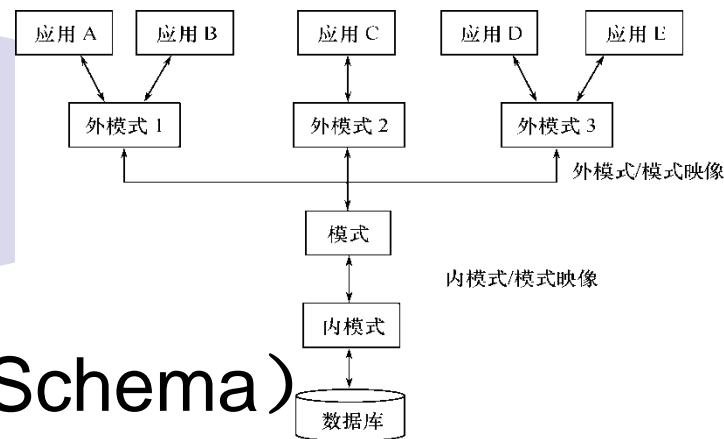 应用 A 应用 B 应用 C 应用 D 应用 E
外模式 1 外模式 2 外模式 3
外模式/模式映像
模式
内模式/模式映像
内模式
Schema）
数据库